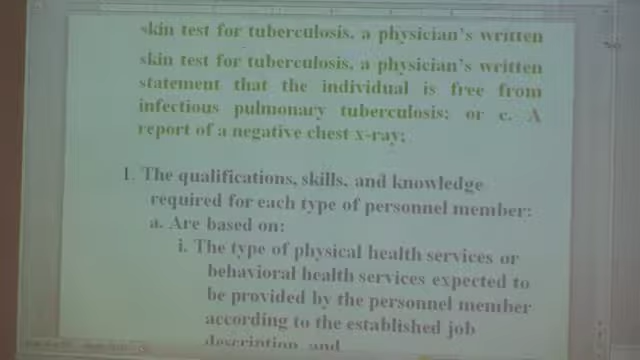 skin test for tuberculosis, a physician's written
skin test for tuberculosis, a physician's written
statement that the individual is free from
infectious pulmonary tuberculosis; or c. A
report of a negative chest x-ray;
1. The qualifications, skills, and knowledge
required for each type of personnel member:
a. Are based on:
i. The type of physical health services or
behavioral health services expected to
be provided by the personnel member
according to the established job
description, and